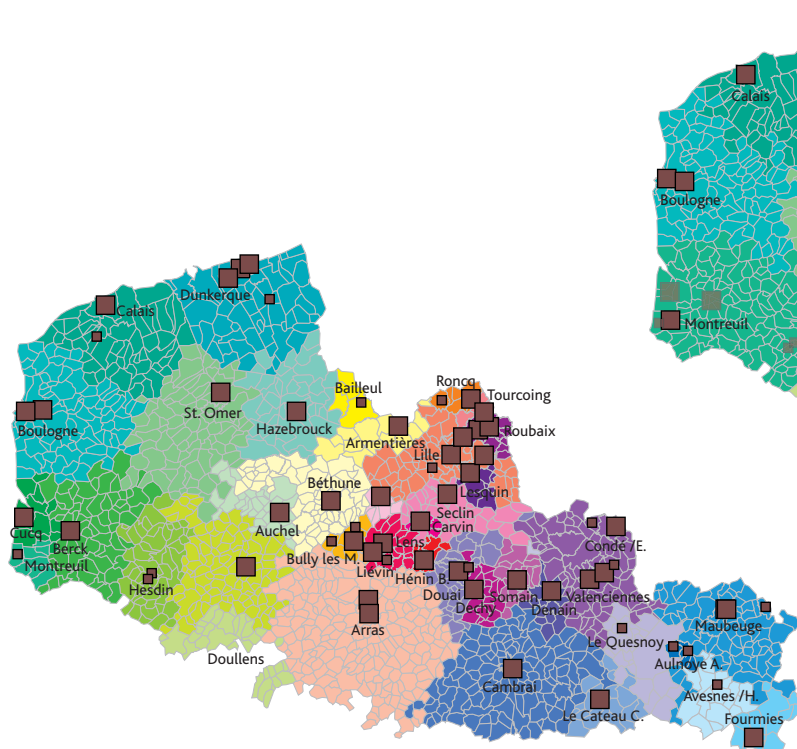 Calais
Boulogne
Montreuil
Dunkerque
Calais
Bailleul
Roncq
Tourcoing
St. Omer
Hazebrouck
Armentières
Roubaix
Boulogne
Lille
Béthune
Lesquin
Seclin
Auchel
Carvin
Cucq
Berck
Lens
Condé /E.
Montreuil
Bully les M.
Liévin
Hénin B.
Hesdin
Douai
Somain
Valenciennes
Dechy
Denain
Arras
Maubeuge
Le Quesnoy
Doullens
Aulnoye A.
Cambrai
Avesnes /H.
Le Cateau C.
Fourmies